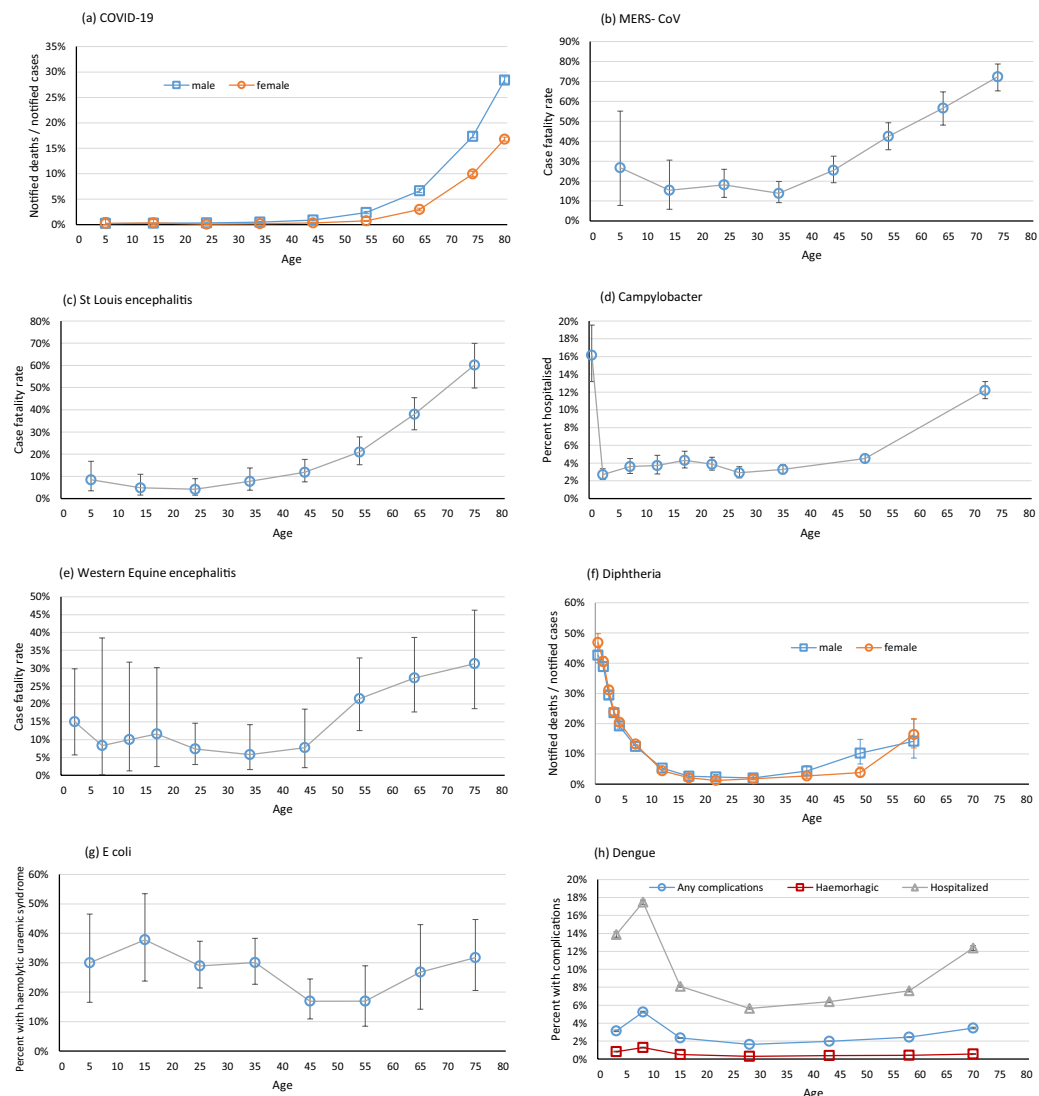 (a) COVID-19
35%
30%
25%
20%
15%
10%
5%
0%
Notified deaths / notified cases
male female
0 5 10 15 20 25 30 35 40 45 50 55 60 65 70 75 80
Age
(b) MERS- CoV
90%
80%
70%
60%
50%
40%
30%
20%
10%
0%
Case fatality rate
0 5 10 15 20 25 30 35 40 45 50 55 60 65 70 75 80
Age
(c) St Louis encephalitis
80%
70%
60%
50%
40%
30%
20%
10%
0%
Case fatality rate
0 5 10 15 20 25 30 35 40 45 50 55 60 65 70 75 80
Age
(d) Campylobacter
20%
18%
16%
14%
12%
10%
8%
6%
4%
2%
0%
Percent hospitalised
0 5 10 15 20 25 30 35 40 45 50 55 60 65 70 75 80
Age
(e) Western Equine encephalitis
50%
45%
40%
35%
30%
25%
20%
15%
10%
5%
0%
Case fatality rate
0 5 10 15 20 25 30 35 40 45 50 55 60 65 70 75 80
Age
(f) Diphtheria
60%
50%
40%
30%
20%
10%
0%
Notified deaths / notified cases
male female
0 5 10 15 20 25 30 35 40 45 50 55 60 65 70 75 80
Age
(g) E coli
60%
50%
40%
30%
20%
10%
0%
Percent with haemolytic uraemic syndrome
0 5 10 15 20 25 30 35 40 45 50 55 60 65 70 75 80
Age
(h) Dengue
20%
18%
16%
14%
12%
10%
8%
6%
4%
2%
0%
Percent with complications
Any complications Haemorhagic Hospitalized
0 5 10 15 20 25 30 35 40 45 50 55 60 65 70 75 80
Age